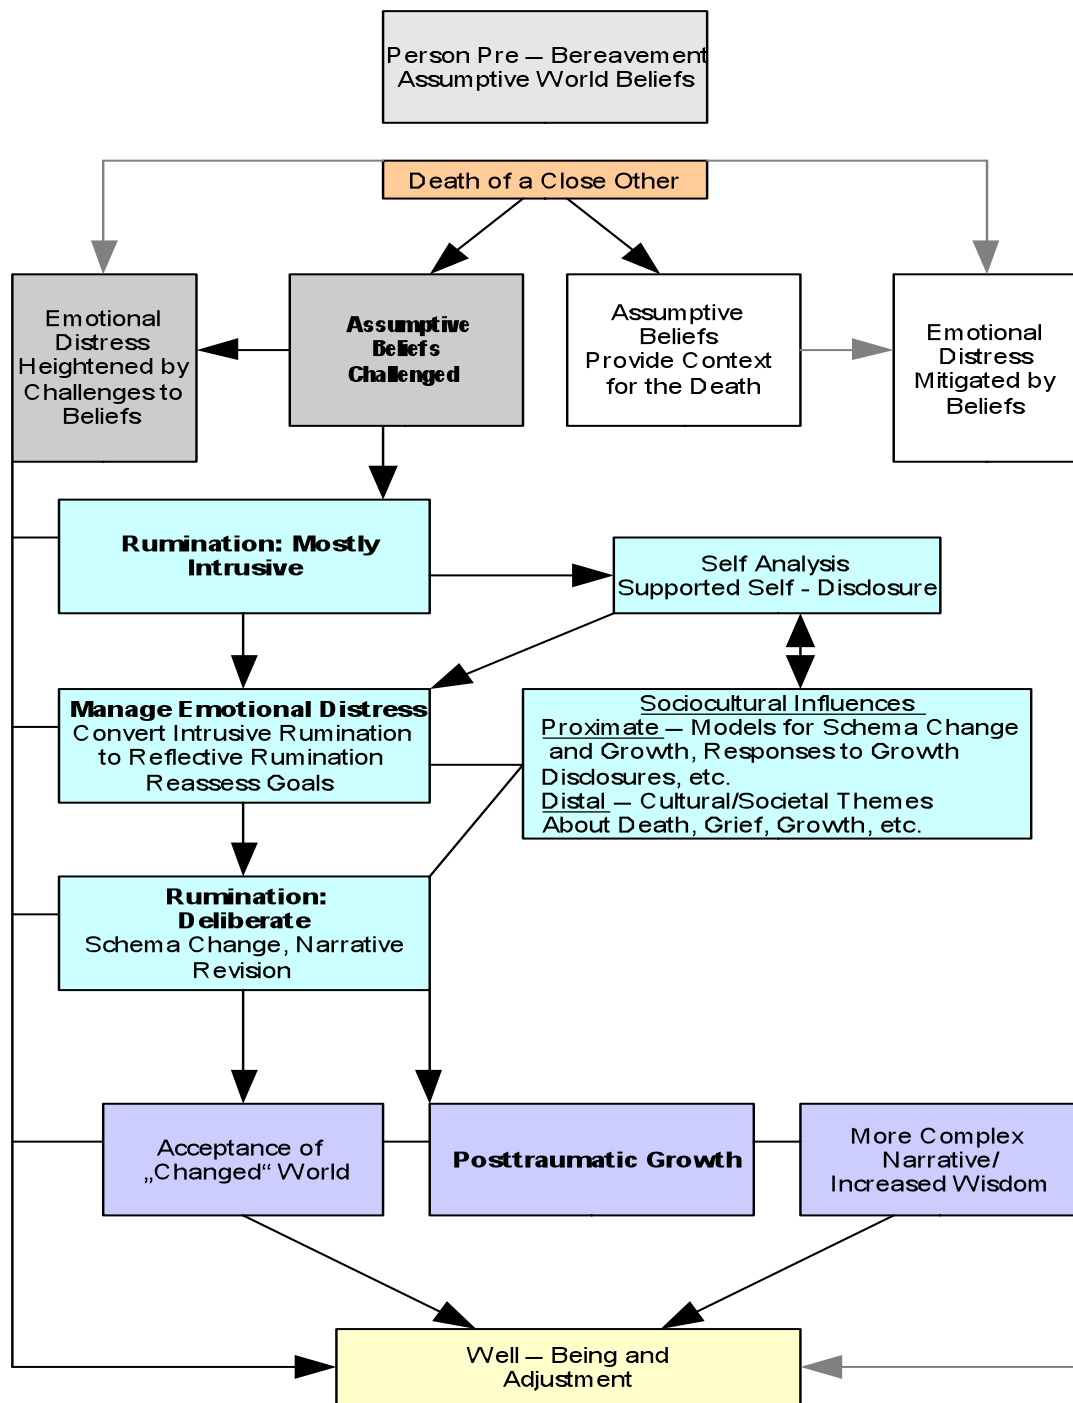 Person Pre – Bereavement
Assumptive World Beliefs
Death of a Close Other
Emotional
Distress
Heightened by
Challenges to
Beliefs
Assumptive
Beliefs
Challenged
Assumptive
Beliefs
Provide Context
for the Death
Emotional
Distress
Mitigated by
Beliefs
Rumination: Mostly
Intrusive
Self Analysis
Supported Self - Disclosure
Manage Emotional Distress
Convert Intrusive Rumination
to Reflective Rumination
Reassess Goals
Sociocultural Influences
Proximate – Models for Schema Change
and Growth, Responses to Growth
Disclosures, etc.
Distal – Cultural/Societal Themes
About Death, Grief, Growth, etc.
Rumination:
Deliberate
Schema Change, Narrative
Revision
Acceptance of
„Changed“ World
Posttraumatic Growth
More Complex
Narrative/
Increased Wisdom
Well – Being and
Adjustment